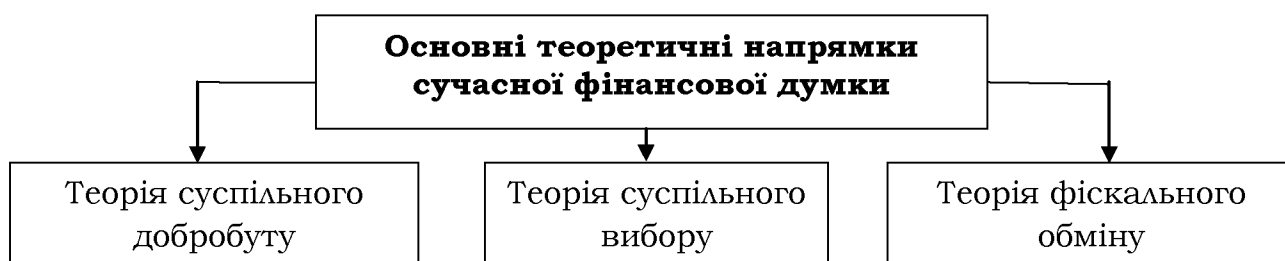 Основні теоретичні напрямки
сучасної фінансової думки
Теорія суспільного
добробуту
Теорія суспільного
вибору
Теорія фіскального
обміну